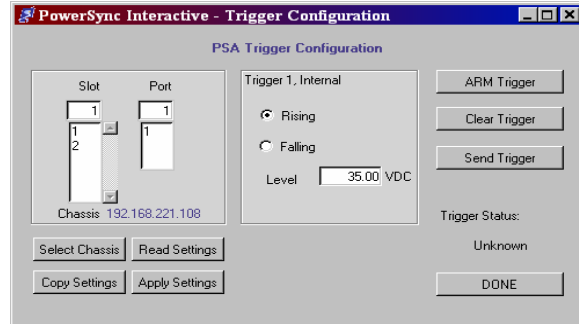 PowerSync Interactive - Trigger Configuration
PSA Trigger Configuration
Slot Port
1 1
1 1
2
Chassis 192.168.221.108
Trigger 1, Internal
Rising
Falling
Level 35.00 VDC
ARM Trigger
Clear Trigger
Send Trigger
Trigger Status:
Unknown
Select Chassis Read Settings
Copy Settings Apply Settings
DONE